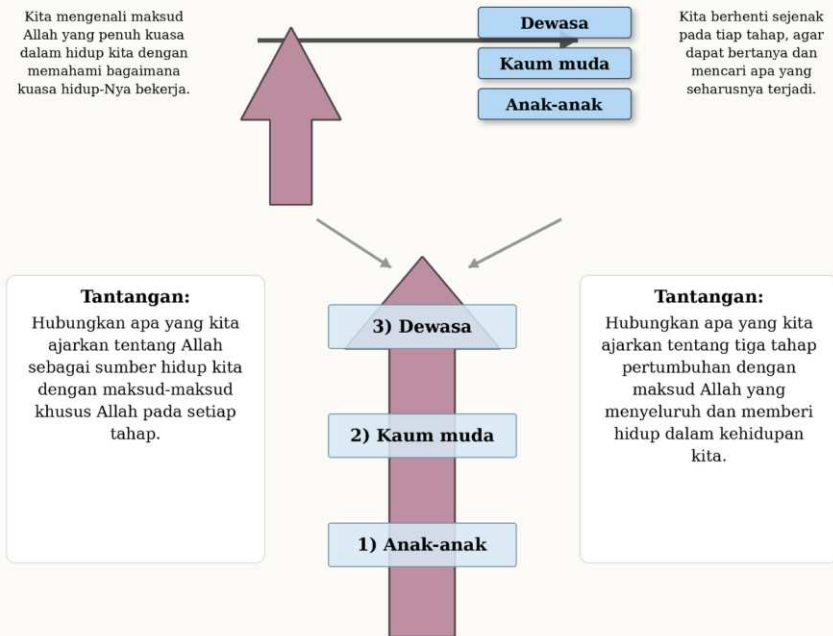 Kita mengenali maksud
Allah yang penuh kuasa
dalam hidup kita dengan
memahami bagaimana
kuasa hidup-Nya bekerja.
Dewasa
Kaum muda
Anak-anak
Kita berhenti sejenak
pada tiap tahap, agar
dapat bertanya dan
mencari apa yang
seharusnya terjadi.
Tantangan:
Hubungkan apa yang kita
ajarkan tentang Allah
sebagai sumber hidup kita
dengan maksud-maksud
khusus Allah pada setiap
tahap.
3) Dewasa
2) Kaum muda
1) Anak-anak
Tantangan:
Hubungkan apa yang kita
ajarkan tentang tiga tahap
pertumbuhan dengan
maksud Allah yang
menyeluruh dan memberi
hidup dalam kehidupan
kita.